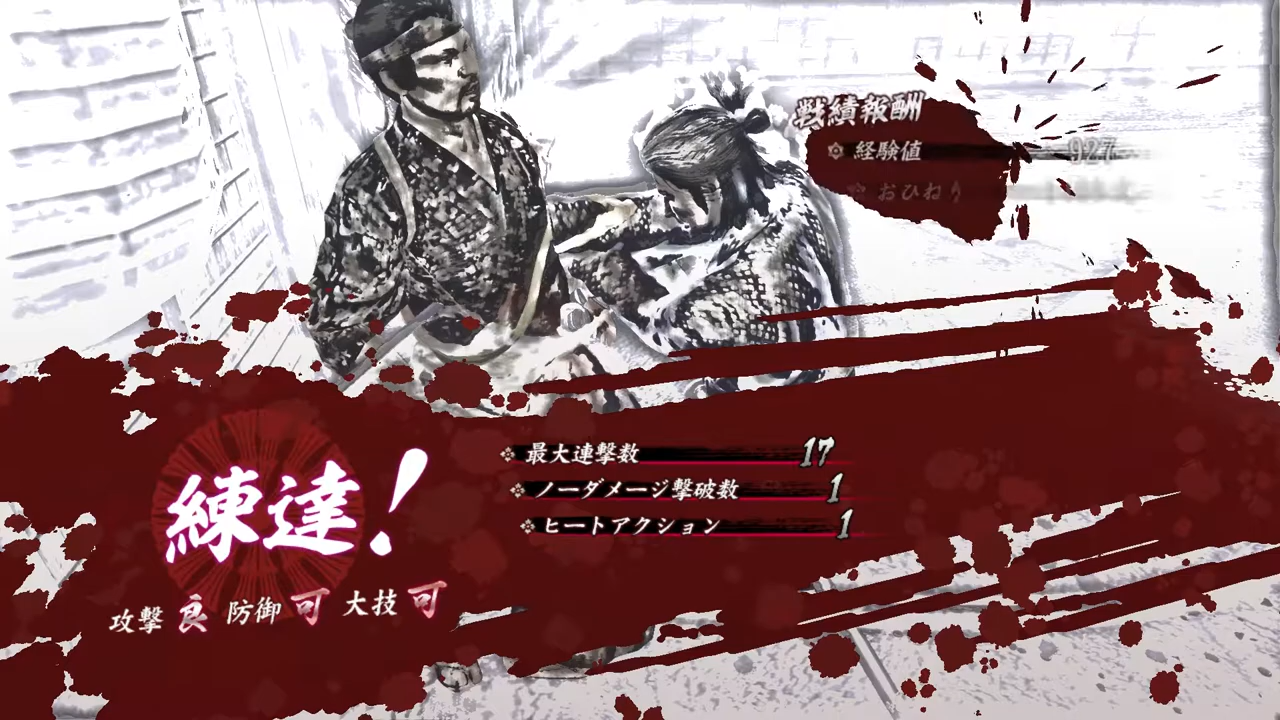 戦績報酬
経験値 927
おひねり
最大連撃数 17
ノーダメージ撃破数 1
ヒートアクション 1
練達!
攻撃 良 防御 可 大技 可